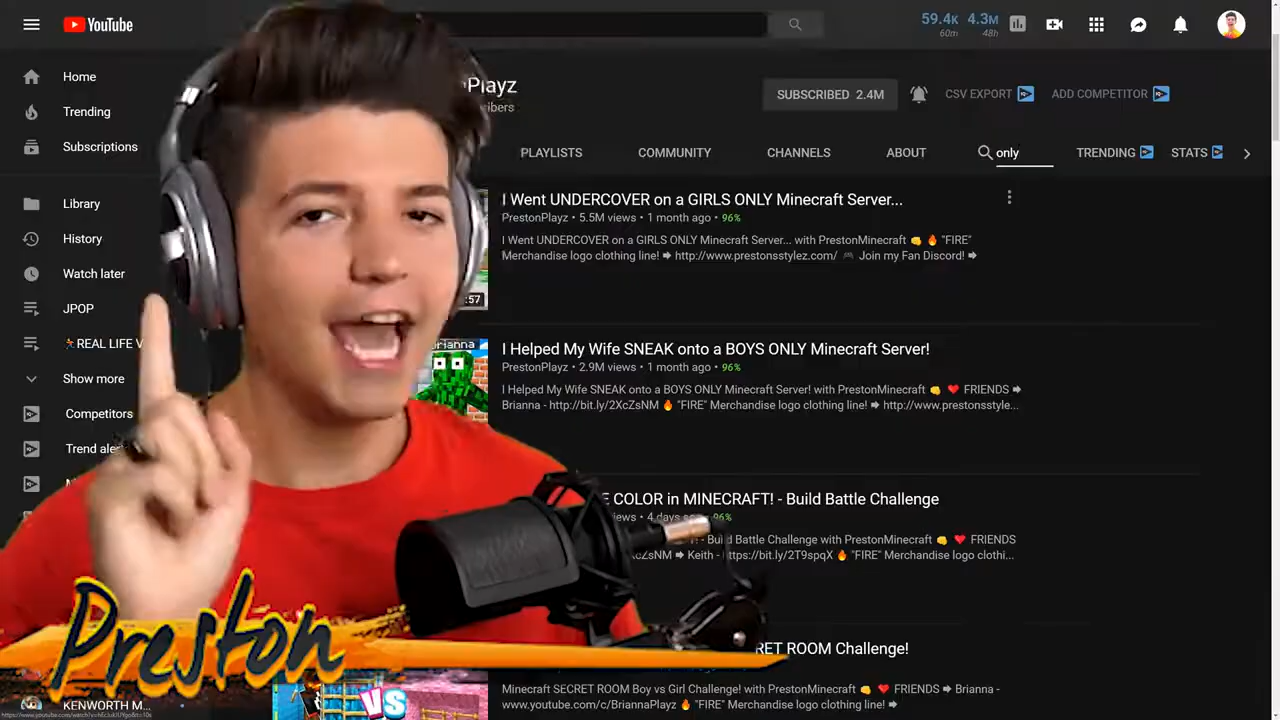 YouTube
59.4K
60m
4.3M
48h
Home
Trending
Subscriptions
Library
History
Watch later
JPOP
REAL LIFE V
Show more
Competitors
Trend
KENWORTH M...
Playz
SUBSCRIBED 2.4M
CSV EXPORT
ADD COMPETITOR
PLAYLISTS
COMMUNITY
CHANNELS
ABOUT
only
TRENDING
STATS
I Went UNDERCOVER on a GIRLS ONLY Minecraft Server...
PrestonPlayz • 5.5M views • 1 month ago • 96%
I Went UNDERCOVER on a GIRLS ONLY Minecraft Server... with PrestonMinecraft 👊 🔥 "FIRE"
Merchandise logo clothing line! ➡ http://www.prestonsstylez.com/ 🎮 Join my Fan Discord! ➡
:57
I Helped My Wife SNEAK onto a BOYS ONLY Minecraft Server!
PrestonPlayz • 2.9M views • 1 month ago • 96%
I Helped My Wife SNEAK onto a BOYS ONLY Minecraft Server! with PrestonMinecraft 👊 ❤ FRIENDS ➡
Brianna - http://bit.ly/2XcZsNM 🔥 "FIRE" Merchandise logo clothing line! ➡ http://www.prestonsstyle...
COLOR in MINECRAFT! - Build Battle Challenge
4 days ago 96%
Build Battle Challenge with PrestonMinecraft 👊 ❤ FRIENDS
➡ Keith - https://bit.ly/2T9spqX 🔥 "FIRE" Merchandise logo clothi...
ROOM Challenge!
Minecraft SECRET ROOM Boy vs Girl Challenge! with PrestonMinecraft 👊 ❤ FRIENDS ➡ Brianna -
www.youtube.com/c/BriannaPlayz 🔥 "FIRE" Merchandise logo clothing line! ➡
VS
Preston